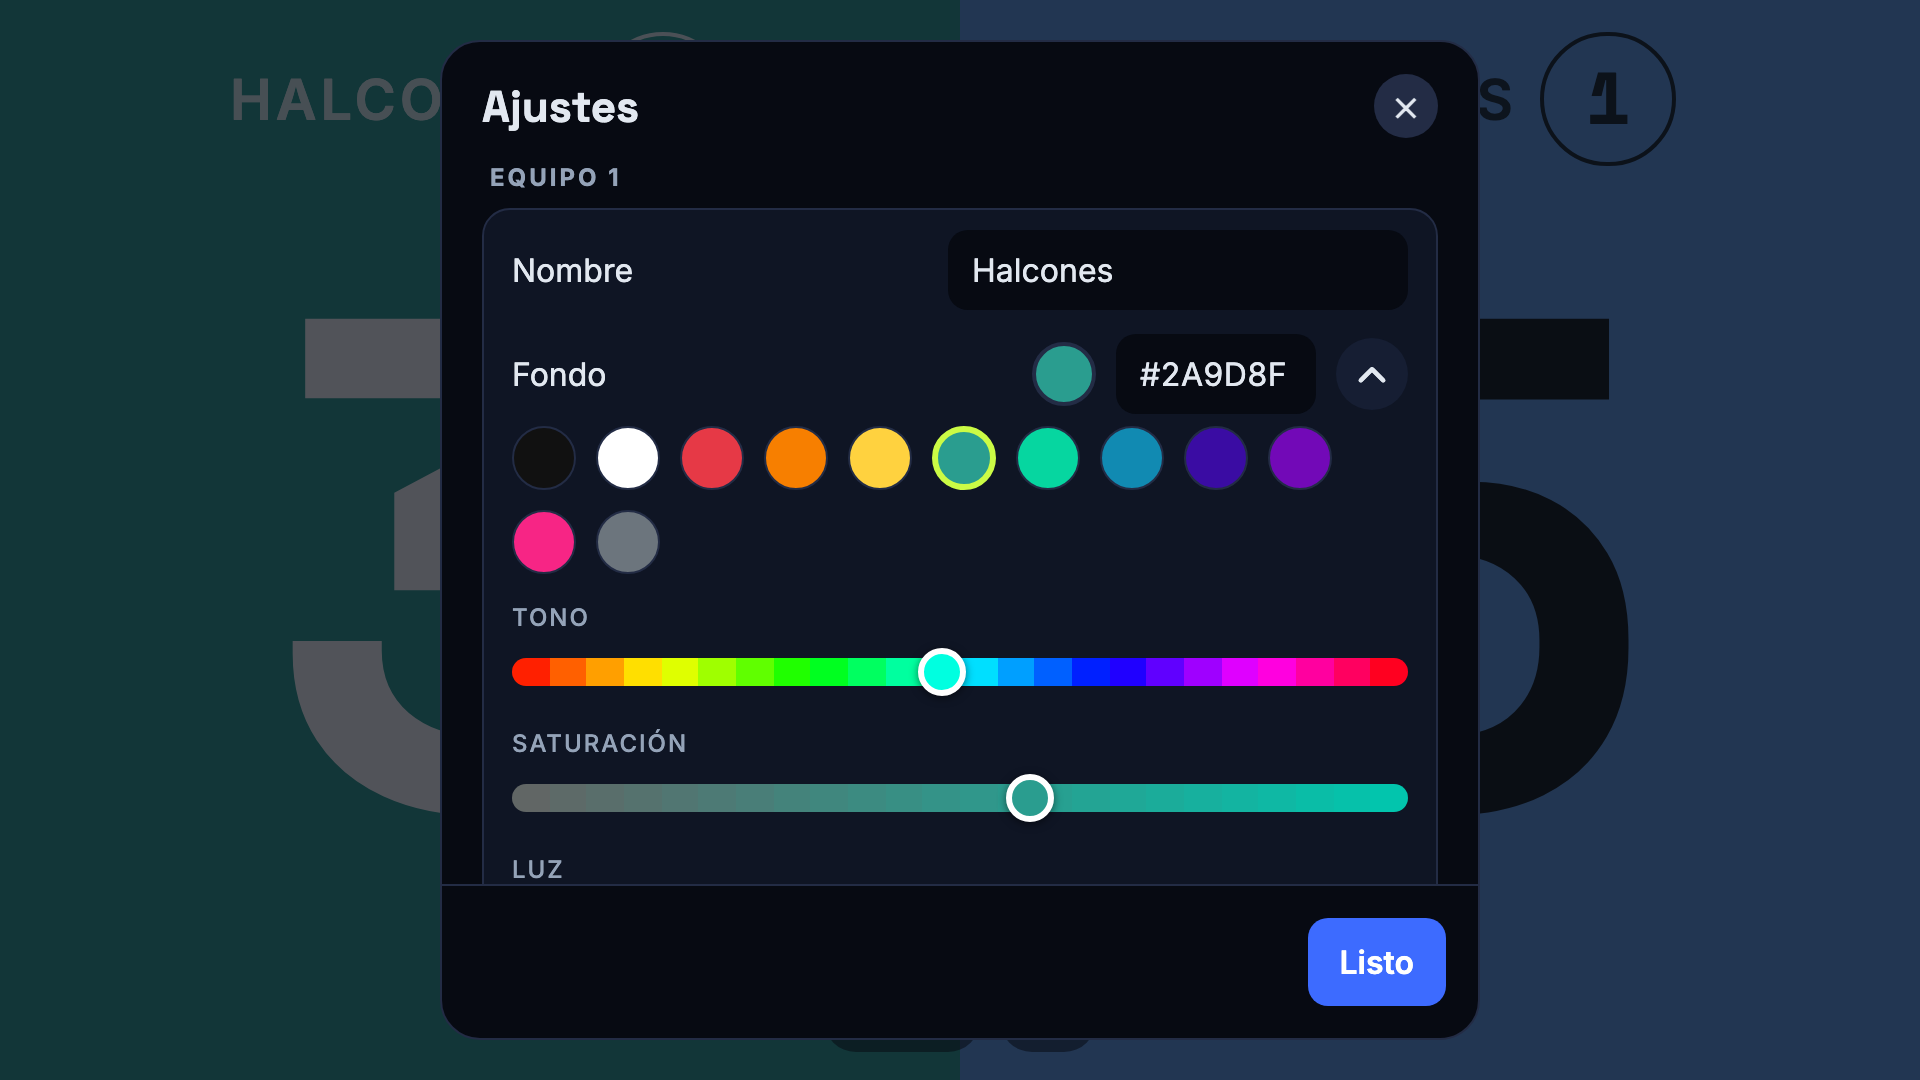 HALCO
S
1
Ajustes
EQUIPO 1
Nombre
Halcones
Fondo
#2A9D8F
TONO
SATURACIÓN
LUZ
Listo